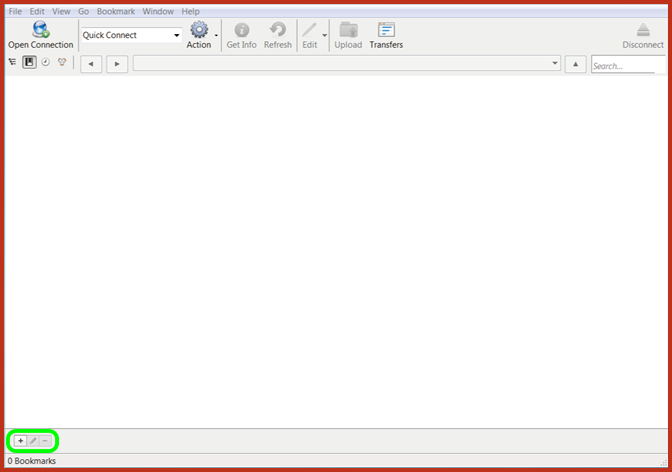 File Edit View Go Bookmark Window Help
Open Connection Quick Connect Action Get Info Refresh Edit Upload Transfers Disconnect
Search...
0 Bookmarks